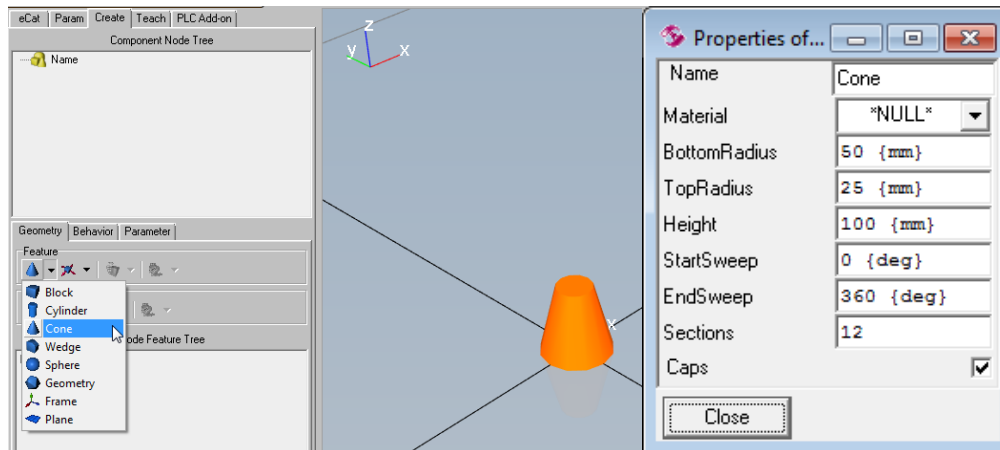 eCat Param Create Teach PLC Add-on
Component Node Tree
Name
Geometry Behavior Parameter
Feature
Block
Cylinder
Cone
Wedge
Sphere
Geometry
Frame
Plane
ode Feature Tree
z
y x
x
Properties of...
Name Cone
Material *NULL*
BottomRadius 50 {mm}
TopRadius 25 {mm}
Height 100 {mm}
StartSweep 0 {deg}
EndSweep 360 {deg}
Sections 12
Caps
Close